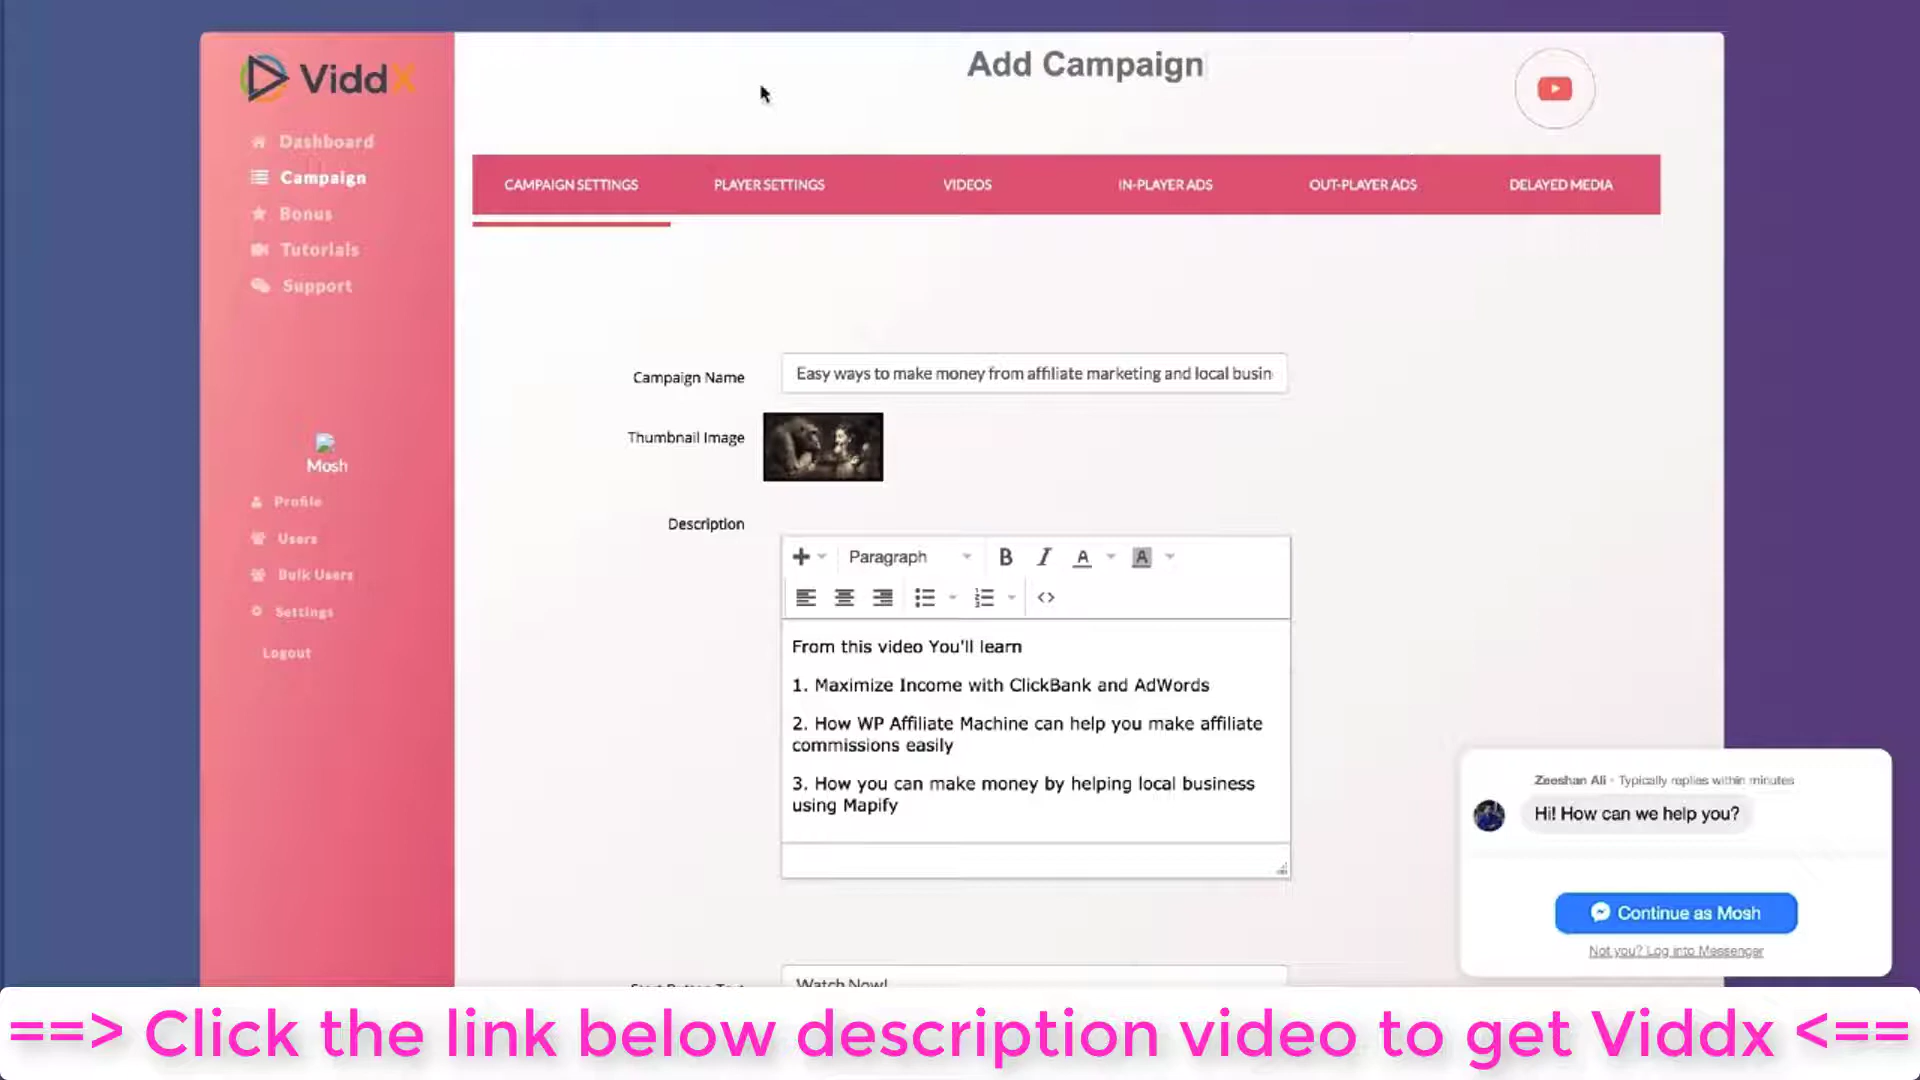 ViddX
Add Campaign
Dashboard
Campaign
Bonus
Tutorials
Support
CAMPAIGN SETTINGS
PLAYER SETTINGS
VIDEOS
IN-PLAYER ADS
OUT-PLAYER ADS
DELAYED MEDIA
Campaign Name
Easy ways to make money from affiliate marketing and local busin
Thumbnail Image
Mosh
Profile
Users
Bulk Users
Settings
Logout
Description
Paragraph
From this video You'll learn
1. Maximize Income with ClickBank and AdWords
2. How WP Affiliate Machine can help you make affiliate
commissions easily
3. How you can make money by helping local business
using Mapify
Start Button Text
Watch Now!
Zeeshan Ali • Typically replies within minutes
Hi! How can we help you?
Continue as Mosh
Not you? Log into Messenger
==> Click the link below description video to get Viddx <==